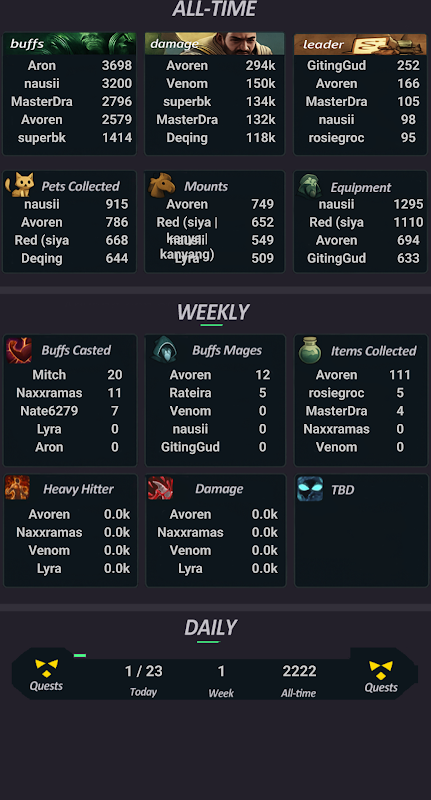 ALL-TIME
buffs
Aron 3698
nausii 3200
MasterDra 2796
Avoren 2579
superbk 1414
damage
Avoren 294k
Venom 150k
superbk 134k
MasterDra 132k
Deqing 118k
leader
GitingGud 252
Avoren 166
MasterDra 105
nausii 98
rosiegroc 95
Pets Collected
nausii 915
Avoren 786
Red (siya 668
Deqing 644
Mounts
Avoren 749
Red (siya | 652
kanya |
kanyang)
nausii 549
Lyra 509
Equipment
nausii 1295
Red (siya 1110
Avoren 694
GitingGud 633
WEEKLY
Buffs Casted
Mitch 20
Naxxramas 11
Nate6279 7
Lyra 0
Aron 0
Buffs Mages
Avoren 12
Rateira 5
Venom 0
nausii 0
GitingGud 0
Items Collected
Avoren 111
rosiegroc 5
MasterDra 4
Naxxramas 0
Venom 0
Heavy Hitter
Avoren 0.0k
Naxxramas 0.0k
Venom 0.0k
Lyra 0.0k
Damage
Avoren 0.0k
Naxxramas 0.0k
Venom 0.0k
Lyra 0.0k
TBD
DAILY
Quests
1 / 23
Today
1
Week
2222
All-time
Quests